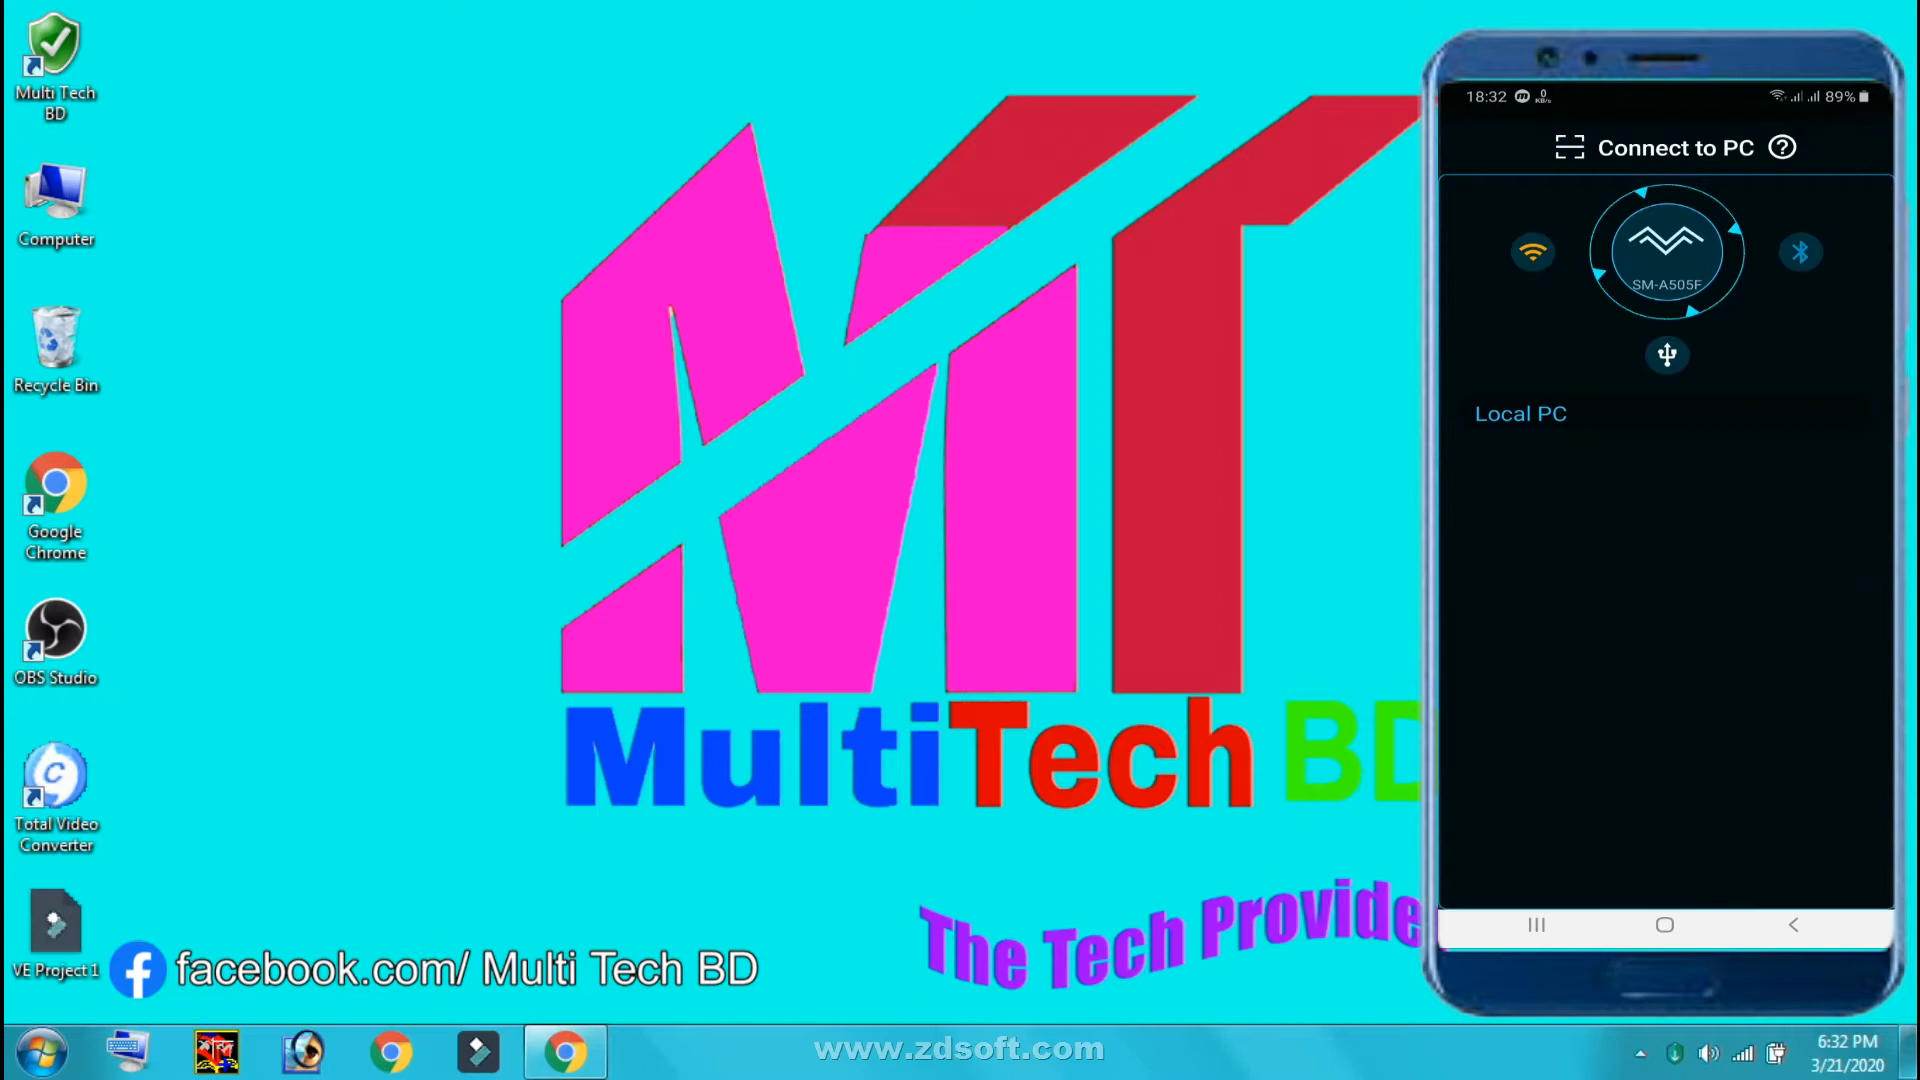 Multi Tech
BD
Computer
Recycle Bin
Google
Chrome
OBS Studio
Total Video
Converter
VE Project 1
MultiTech BD
The Tech Provide
facebook.com/ Multi Tech BD
18:32
0
KB/s
89%
Connect to PC
SM-A505F
Local PC
www.zdsoft.com
6:32 PM
3/21/2020